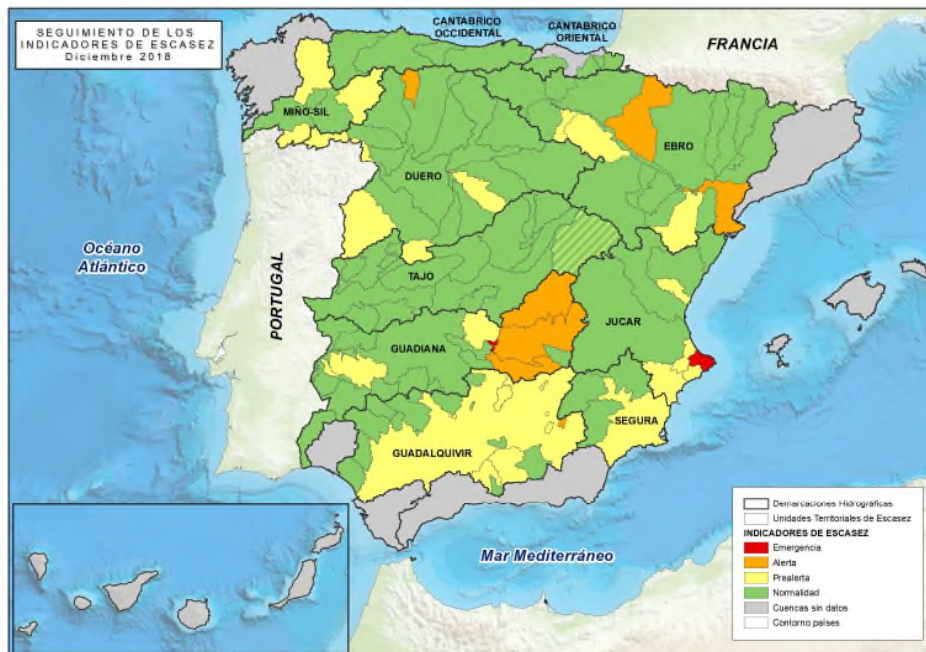 SEGUIMIENTO DE LOS
INDICADORES DE ESCASEZ
Diciembre 2018
CANTABRICO
OCCIDENTAL
CANTABRICO
ORIENTAL
FRANCIA
MIÑO-SIL
EBRO
DUERO
Océano
Atlántico
PORTUGAL
TAJO
JUCAR
GUADIANA
SEGURA
GUADALQUIVIR
Mar Mediterráneo
Demarcaciones Hidrográficas
Unidades Territoriales de Escasez
INDICADORES DE ESCASEZ
Emergencia
Alerta
Prealerta
Normalidad
Cuencas sin datos
Contorno países